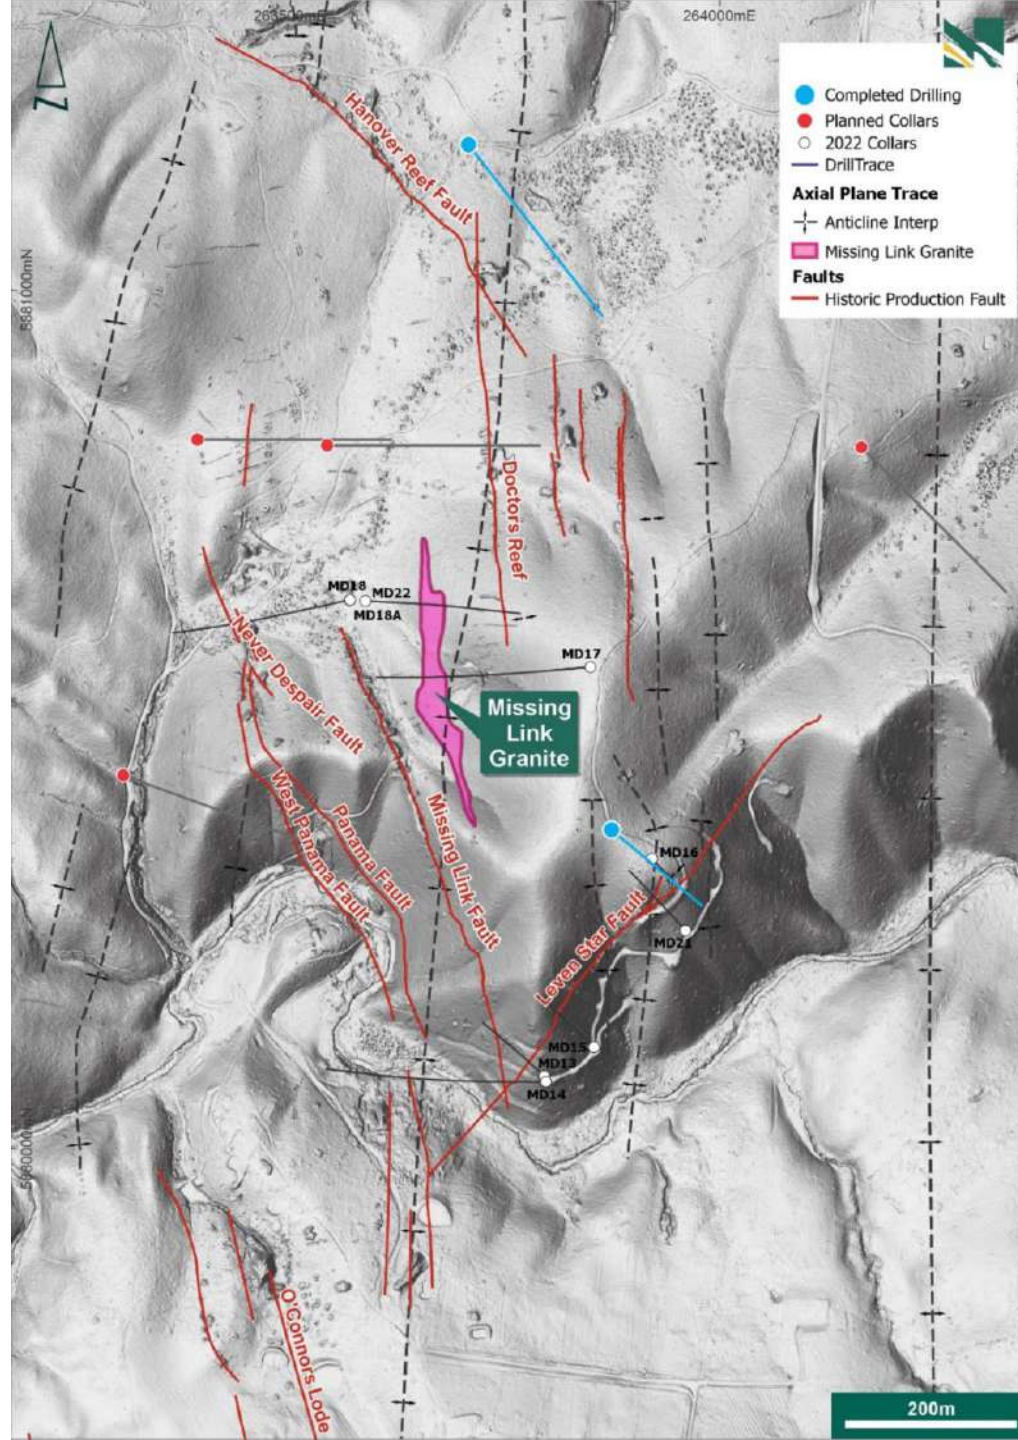 263500mE
264000mE
N
Completed Drilling
Planned Collars
2022 Collars
DrillTrace
Axial Plane Trace
Anticline Interp
Missing Link Granite
Faults
Historic Production Fault
5881000mN
Hanover Reef Fault
Doctors Reef
MD18
MD22
MD18A
MD17
Never Despair Fault
Missing
Link
Granite
West Panama Fault
Panama Fault
Missing Link Fault
MD16
MD21
Leven Star Fault
MD15
MD13
MD14
5880000mN
O'Connors Lode
200m